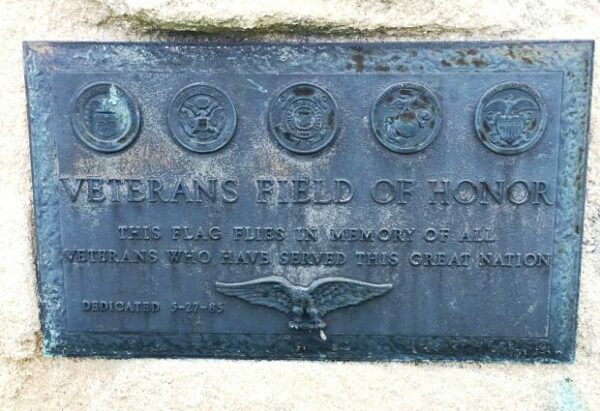 VETERANS FIELD OF HONOR
THIS FLAG FLIES IN MEMORY OF ALL
VETERANS WHO HAVE SERVED THIS GREAT NATION
DEDICATED 5-27-85